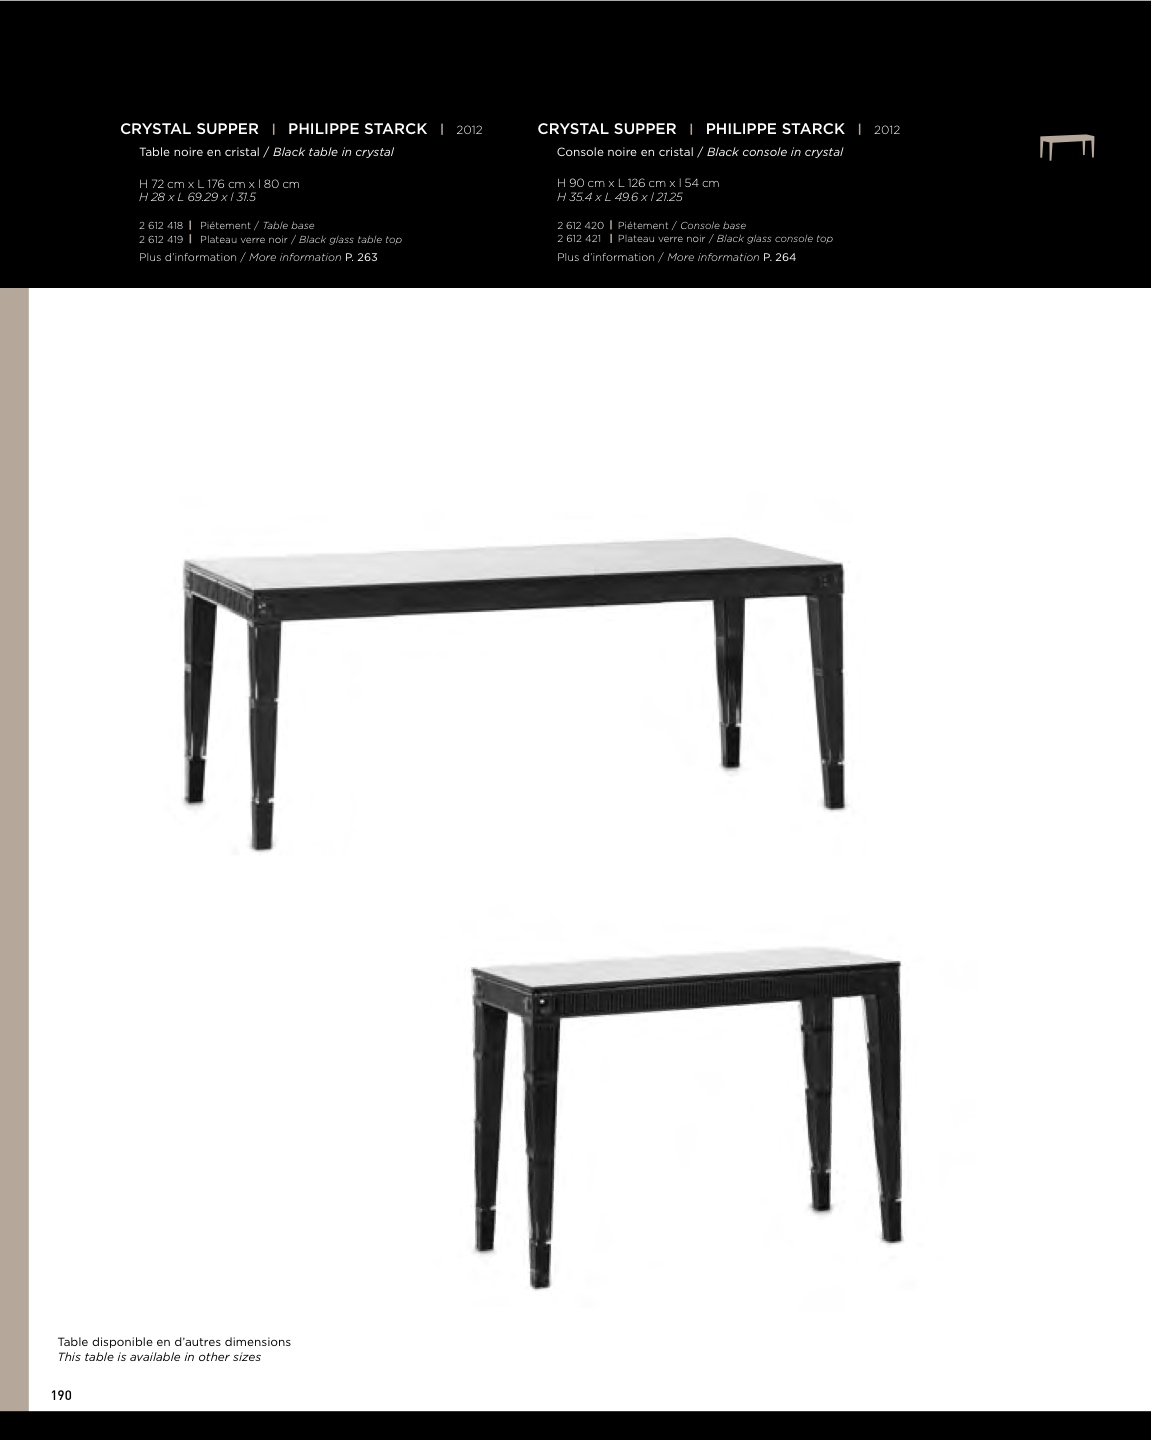 CRYSTAL SUPPER | PHILIPPE STARCK | 2012
Table noire en cristal / Black table in crystal
H 72 cm x L 176 cm x l 80 cm
H 28 x L 69.29 x l 31.5
2 612 418 | Piétement / Table base
2 612 419 | Plateau verre noir / Black glass table top
Plus d'information / More information P. 263
CRYSTAL SUPPER | PHILIPPE STARCK | 2012
Console noire en cristal / Black console in crystal
H 90 cm x L 126 cm x l 54 cm
H 35.4 x L 49.6 x l 21.25
2 612 420 | Piétement / Console base
2 612 421 | Plateau verre noir / Black glass console top
Plus d'information / More information P. 264
Table disponible en d'autres dimensions
This table is available in other sizes
190